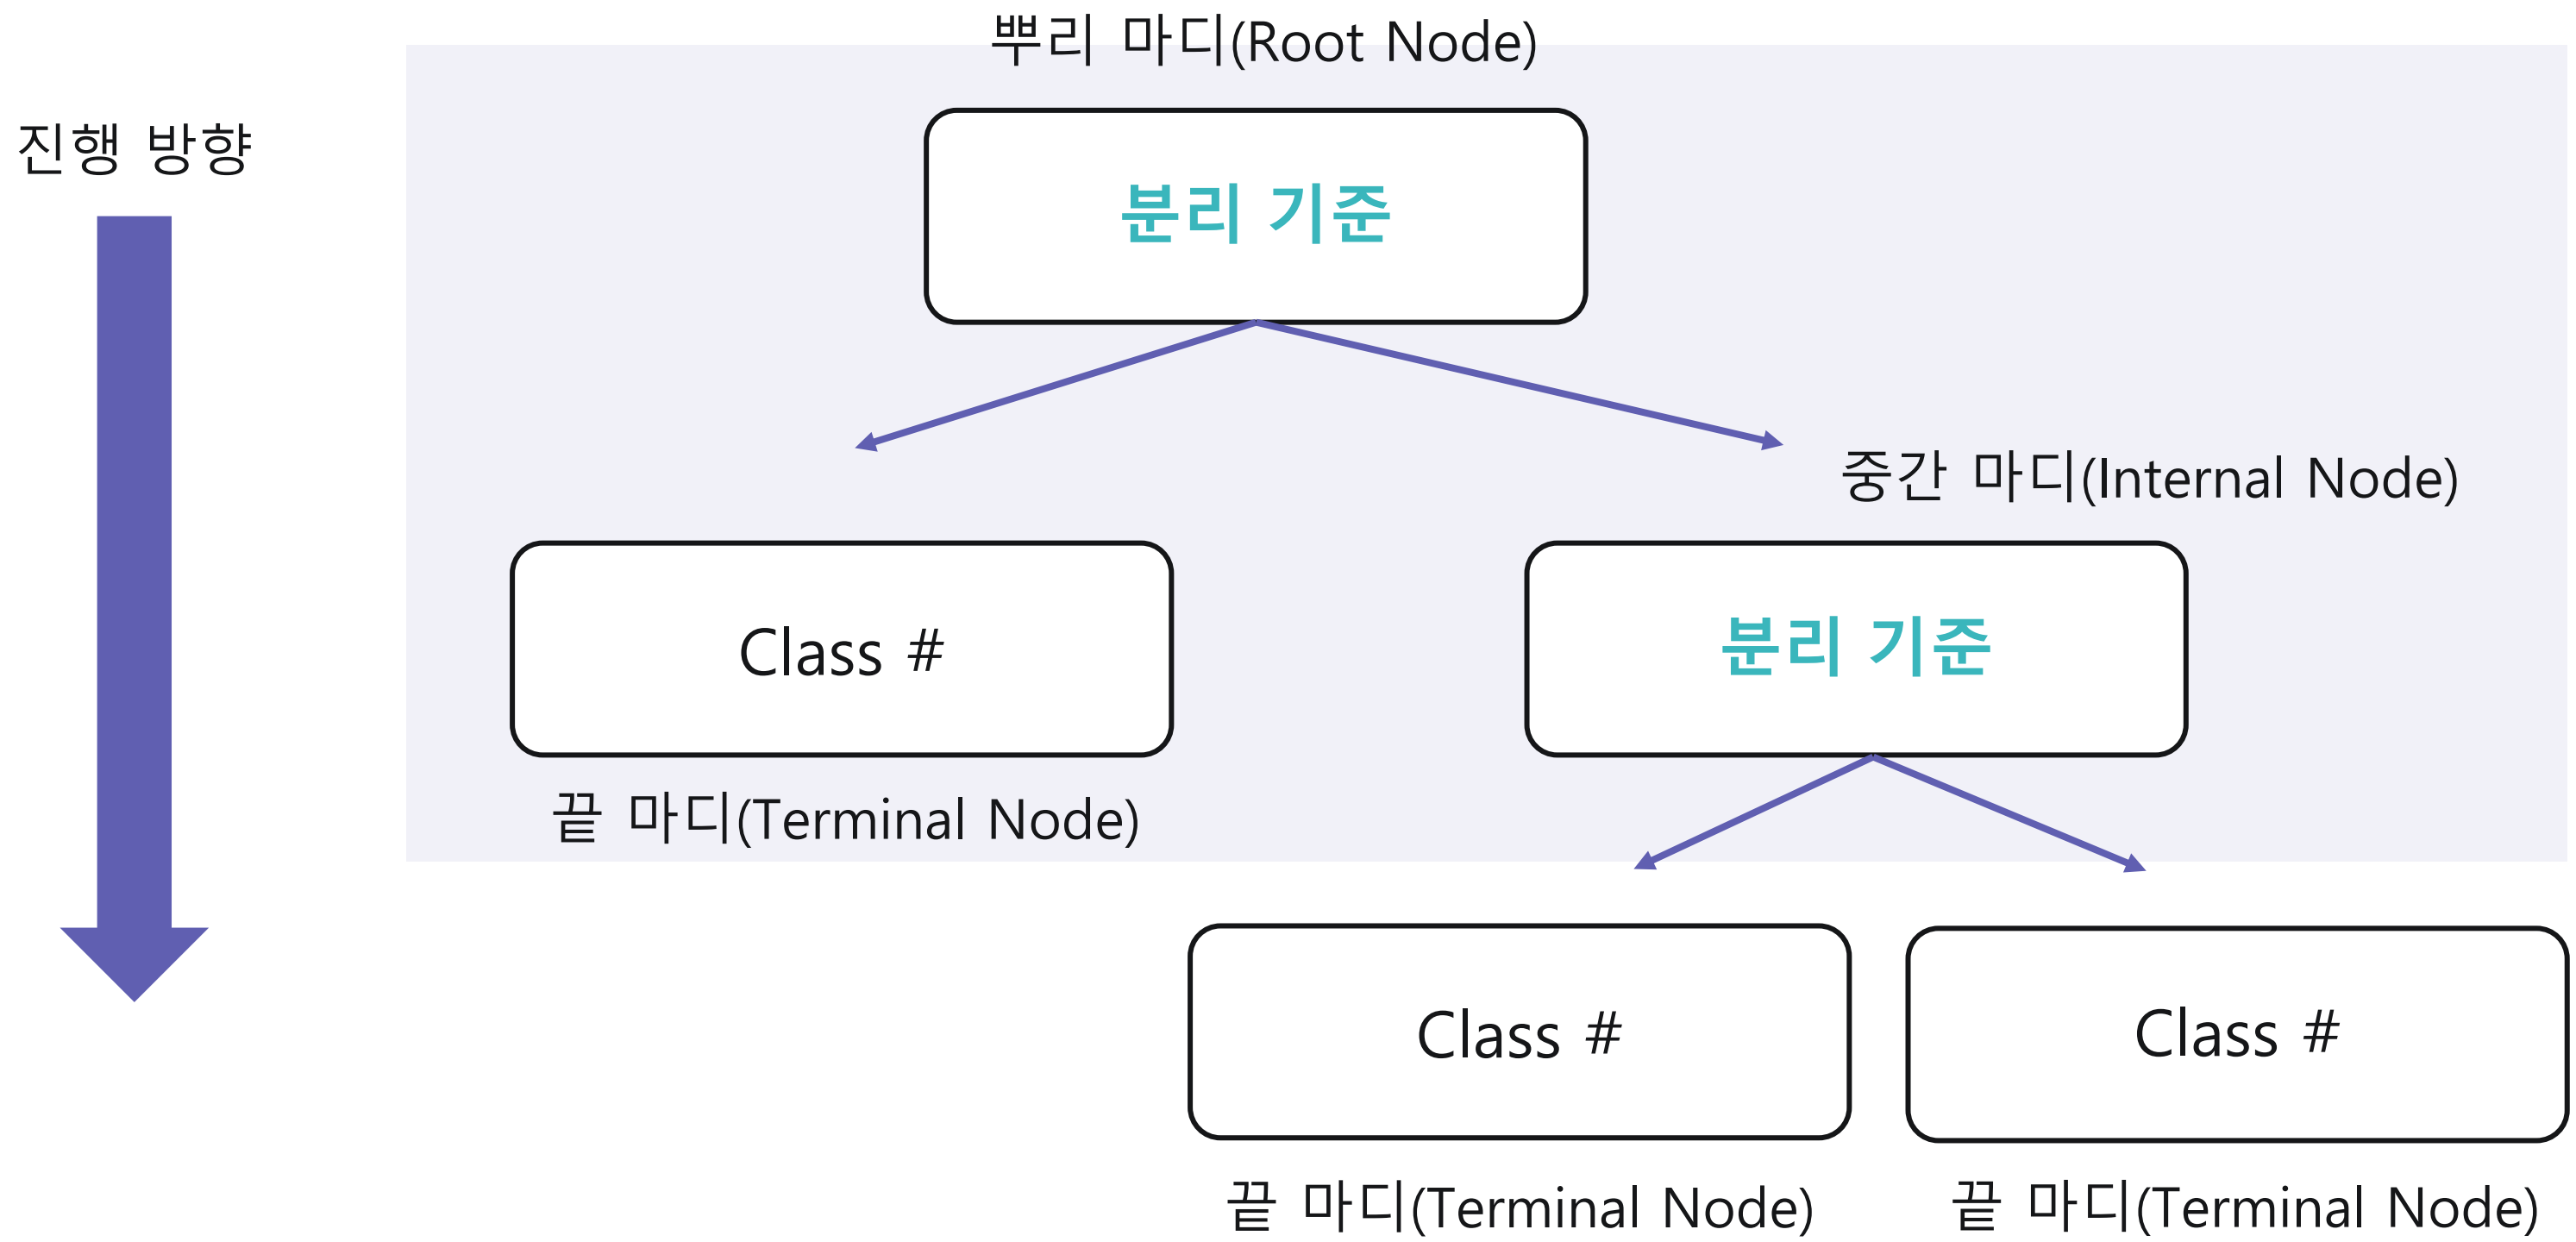 뿌리 마디(Root Node)
진행 방향
분리 기준
중간 마디(Internal Node)
Class #
분리 기준
끝 마디(Terminal Node)
Class #
Class #
끝 마디(Terminal Node)
끝 마디(Terminal Node)